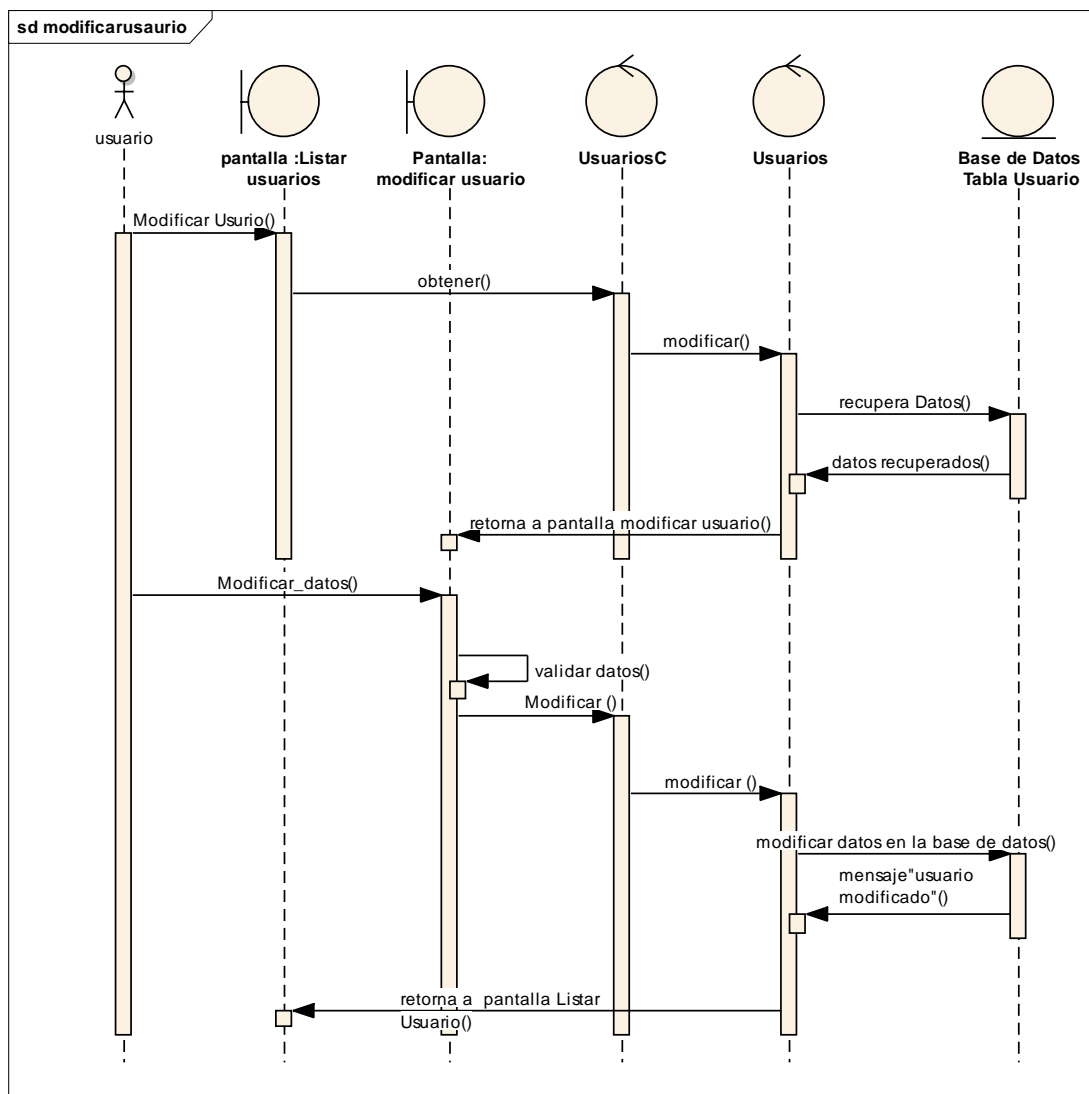 sd modificarusaurio
usuario
pantalla :Listar
usuarios
Pantalla:
modificar usuario
UsuariosC
Usuarios
Base de Datos
Tabla Usuario
Modificar Usurio()
obtener()
modificar()
recupera Datos()
datos recuperados()
retorna a pantalla modificar usuario()
Modificar_datos()
validar datos()
Modificar ()
modificar ()
modificar datos en la base de datos()
mensaje"usuario
modificado"()
retorna a  pantalla Listar
Usuario()